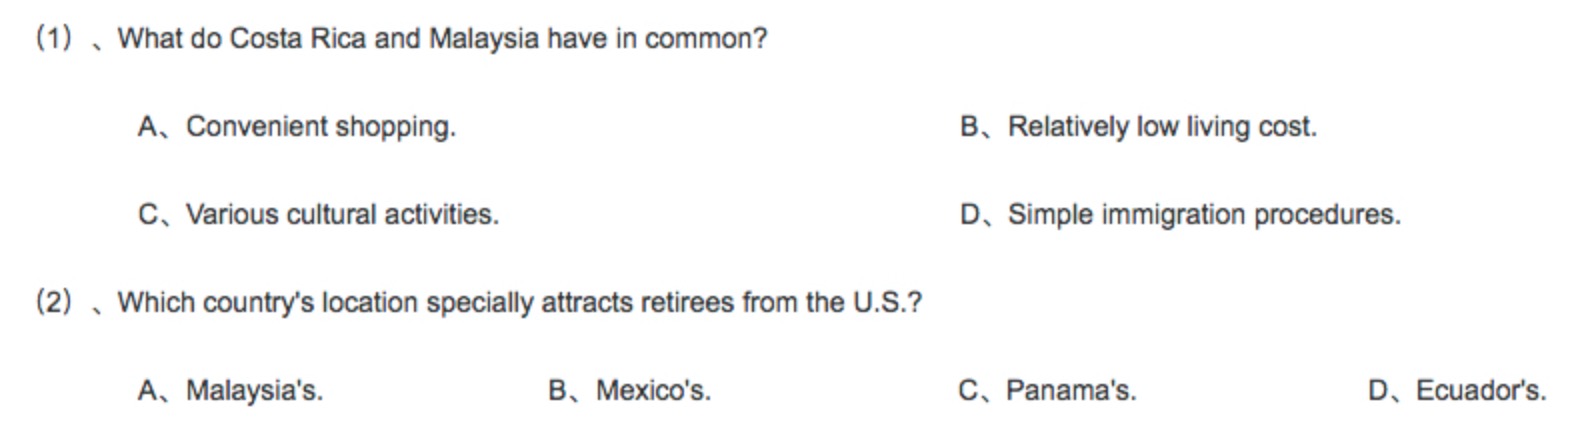 (1) 、What do Costa Rica and Malaysia have in common?
A、Convenient shopping. B、Relatively low living cost.
C、Various cultural activities. D、Simple immigration procedures.
(2) 、Which country's location specially attracts retirees from the U.S.?
A、Malaysia's. B、Mexico's. C、Panama's. D、Ecuador's.